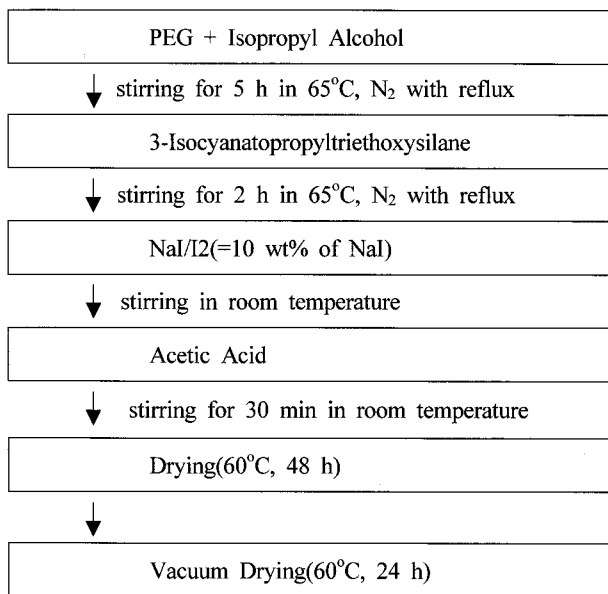 PEG + Isopropyl Alcohol
stirring for 5 h in 65°C, N₂ with reflux
3-Isocyanatopropyltriethoxysilane
stirring for 2 h in 65°C, N₂ with reflux
NaI/I2(=10 wt% of NaI)
stirring in room temperature
Acetic Acid
stirring for 30 min in room temperature
Drying(60°C, 48 h)
Vacuum Drying(60°C, 24 h)